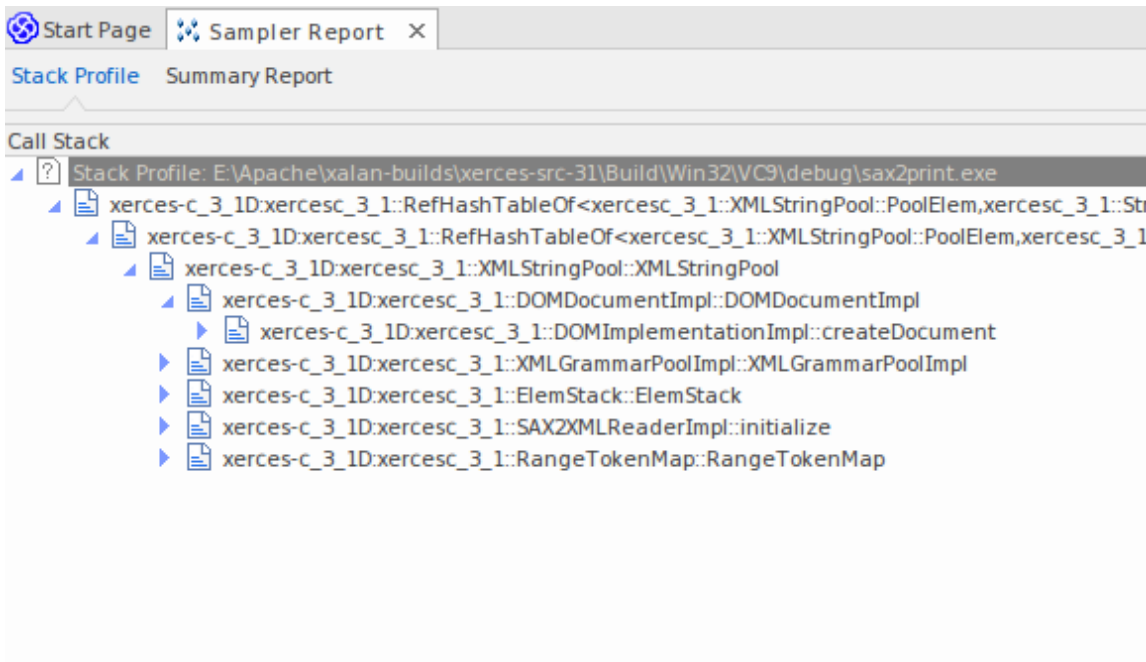 Start Page Sampler Report
Stack Profile Summary Report
Call Stack
? Stack Profile: E:\Apache\xalan-builds\xerces-src-31\Build\Win32\VC9\debug\sax2print.exe
xerces-c_3_1D:xercesc_3_1::RefHashTableOf<xercesc_3_1::XMLStringPool::PoolElem,xercesc_3_1::Str
xerces-c_3_1D:xercesc_3_1::RefHashTableOf<xercesc_3_1::XMLStringPool::PoolElem,xercesc_3_1
xerces-c_3_1D:xercesc_3_1::XMLStringPool::XMLStringPool
xerces-c_3_1D:xercesc_3_1::DOMDocumentImpl::DOMDocumentImpl
xerces-c_3_1D:xercesc_3_1::DOMImplementationImpl::createDocument
xerces-c_3_1D:xercesc_3_1::XMLGrammarPoolImpl::XMLGrammarPoolImpl
xerces-c_3_1D:xercesc_3_1::ElemStack::ElemStack
xerces-c_3_1D:xercesc_3_1::SAX2XMLReaderImpl::initialize
xerces-c_3_1D:xercesc_3_1::RangeTokenMap::RangeTokenMap